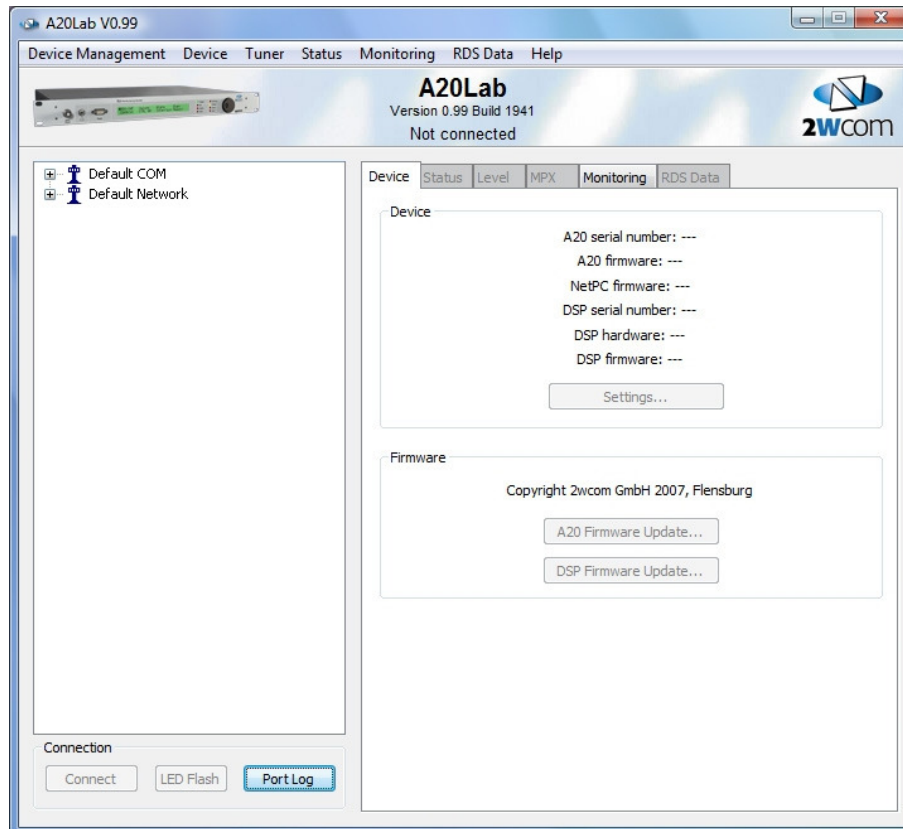 A20Lab V0.99
Device Management Device Tuner Status Monitoring RDS Data Help
A20Lab
Version 0.99 Build 1941
Not connected
2wcom
Default COM
Default Network
Device Status Level MPX Monitoring RDS Data
Device
A20 serial number: ---
A20 firmware: ---
NetPC firmware: ---
DSP serial number: ---
DSP hardware: ---
DSP firmware: ---
Settings...
Firmware
Copyright 2wcom GmbH 2007, Flensburg
A20 Firmware Update...
DSP Firmware Update...
Connection
Connect LED Flash Port Log